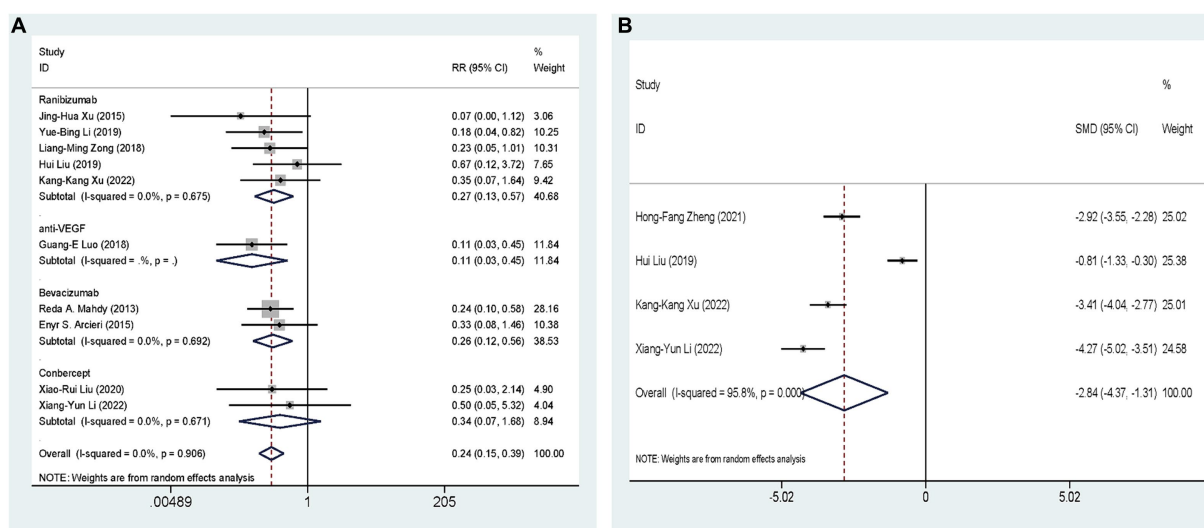 A
Study %
ID RR (95% CI) Weight
Ranibizumab
Jing-Hua Xu (2015) 0.07 (0.00, 1.12) 3.06
Yue-Bing Li (2019) 0.18 (0.04, 0.82) 10.25
Liang-Ming Zong (2018) 0.23 (0.05, 1.01) 10.31
Hui Liu (2019) 0.67 (0.12, 3.72) 7.65
Kang-Kang Xu (2022) 0.35 (0.07, 1.64) 9.42
Subtotal (I-squared = 0.0%, p = 0.675) 0.27 (0.13, 0.57) 40.68
.
anti-VEGF
Guang-E Luo (2018) 0.11 (0.03, 0.45) 11.84
Subtotal (I-squared = .%, p = .) 0.11 (0.03, 0.45) 11.84
.
Bevacizumab
Reda A. Mahdy (2013) 0.24 (0.10, 0.58) 28.16
Enyr S. Arcieri (2015) 0.33 (0.08, 1.46) 10.38
Subtotal (I-squared = 0.0%, p = 0.692) 0.26 (0.12, 0.56) 38.53
.
Conbercept
Xiao-Rui Liu (2020) 0.25 (0.03, 2.14) 4.90
Xiang-Yun Li (2022) 0.50 (0.05, 5.32) 4.04
Subtotal (I-squared = 0.0%, p = 0.671) 0.34 (0.07, 1.68) 8.94
.
Overall (I-squared = 0.0%, p = 0.906) 0.24 (0.15, 0.39) 100.00
NOTE: Weights are from random effects analysis
.00489 1 205
B
Study %
ID SMD (95% CI) Weight
Hong-Fang Zheng (2021) -2.92 (-3.55, -2.28) 25.02
Hui Liu (2019) -0.81 (-1.33, -0.30) 25.38
Kang-Kang Xu (2022) -3.41 (-4.04, -2.77) 25.01
Xiang-Yun Li (2022) -4.27 (-5.02, -3.51) 24.58
Overall (I-squared = 95.8%, p = 0.000) -2.84 (-4.37, -1.31) 100.00
NOTE: Weights are from random effects analysis
-5.02 0 5.02